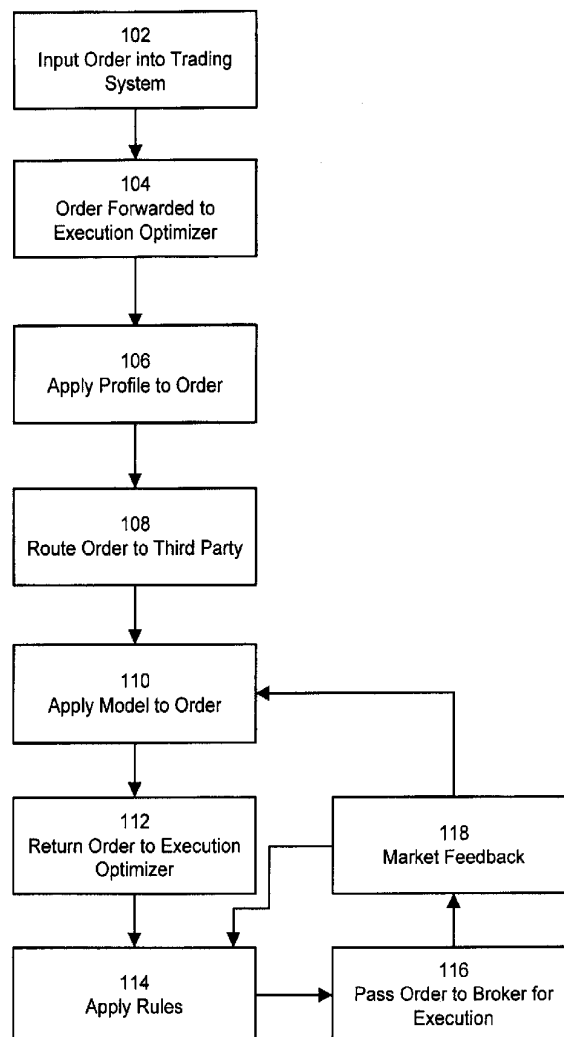 102
Input Order into Trading
System
104
Order Forwarded to
Execution Optimizer
106
Apply Profile to Order
108
Route Order to Third Party
110
Apply Model to Order
112
Return Order to Execution
Optimizer
118
Market Feedback
114
Apply Rules
116
Pass Order to Broker for
Execution